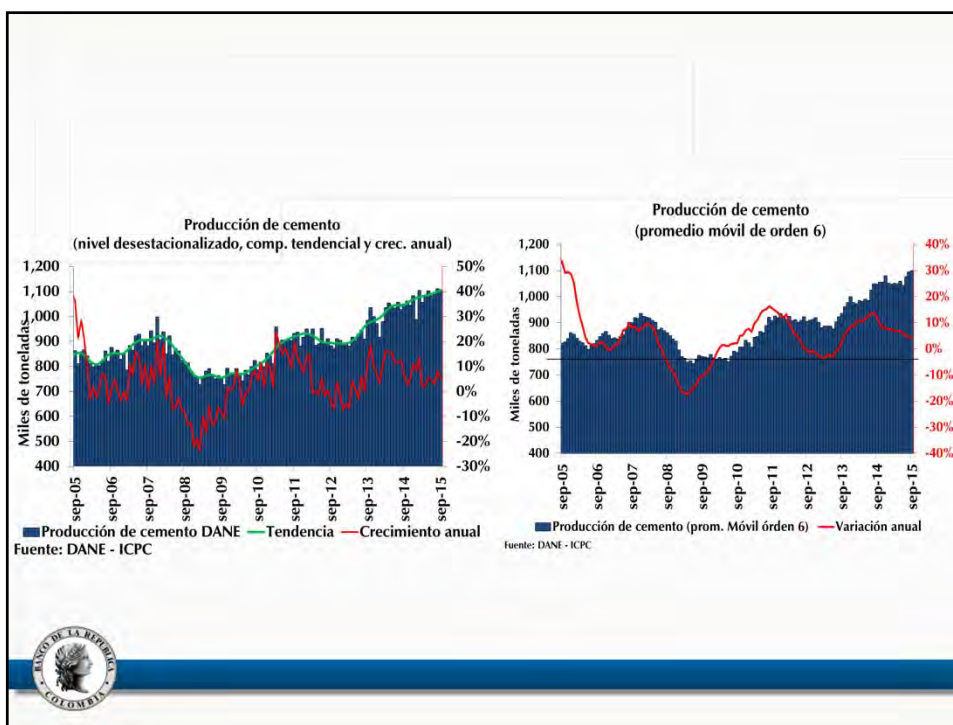 Producción de cemento
(nivel desestacionalizado, comp. tendencial y crec. anual)
1,200
1,100
1,000
900
800
700
600
500
400
Miles de toneladas
50%
40%
30%
20%
10%
0%
-10%
-20%
-30%
sep-05
sep-06
sep-07
sep-08
sep-09
sep-10
sep-11
sep-12
sep-13
sep-14
sep-15
Producción de cemento DANE
Tendencia
Crecimiento anual
Fuente: DANE - ICPC
Producción de cemento
(promedio móvil de orden 6)
1,200
1,100
1,000
900
800
700
600
500
400
Miles de toneladas
40%
30%
20%
10%
0%
-10%
-20%
-30%
-40%
sep-05
sep-06
sep-07
sep-08
sep-09
sep-10
sep-11
sep-12
sep-13
sep-14
sep-15
Producción de cemento (prom. Móvil órden 6)
Variación anual
Fuente: DANE - ICPC
BANCO DE LA REPUBLICA
COLOMBIA